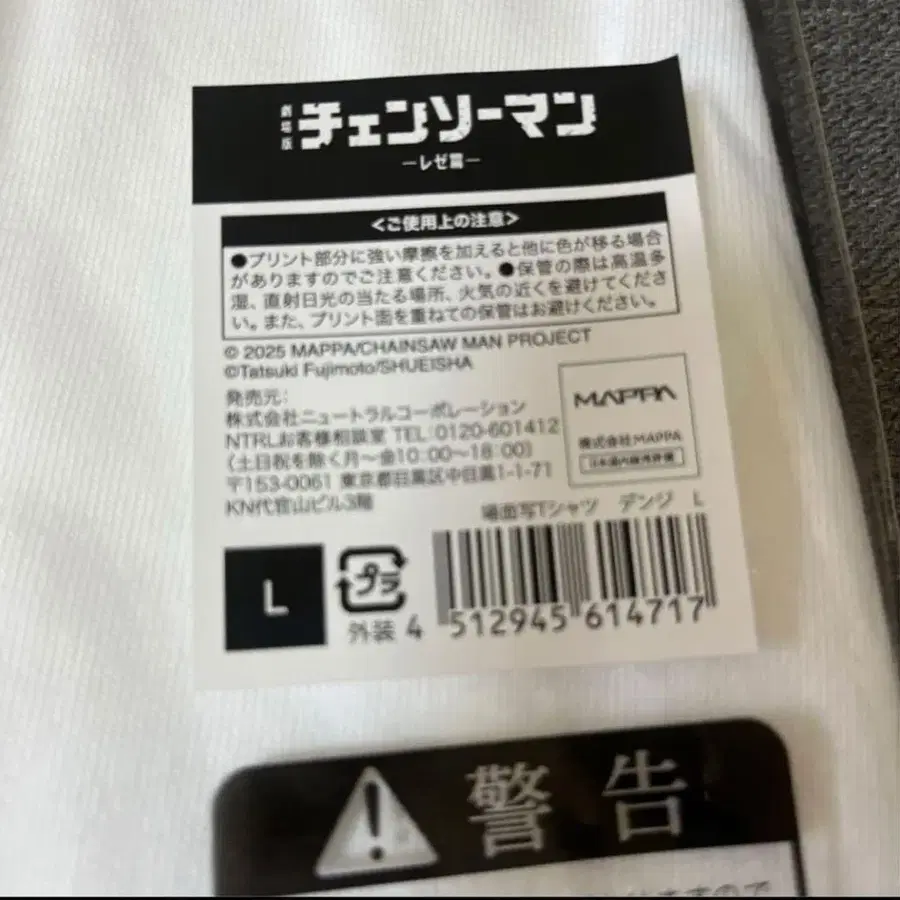 劇場版
チェンソーマン
—レゼ篇—
<ご使用上の注意>
●プリント部分に強い摩擦を加えると他に色が移る場合
がありますのでご注意ください。●保管の際は高温多
湿、直射日光の当たる場所、火気の近くを避けてくださ
い。また、プリント面を重ねての保管はお避けください。
© 2025 MAPPA/CHAINSAW MAN PROJECT
©Tatsuki Fujimoto/SHUEISHA
発売元:
株式会社ニュートラルコーポレーション
NTRLお客様相談室 TEL:0120-601412
(土日祝を除く月～金10:00～18:00)
〒153-0061 東京都目黒区中目黒1-1-71
KN代官山ビル3階
MAPPA
株式会社MAPPA
日本国内販売許諾
場面写Tシャツ デンジ L
L
プラ
外装
4 512945 614717
警告